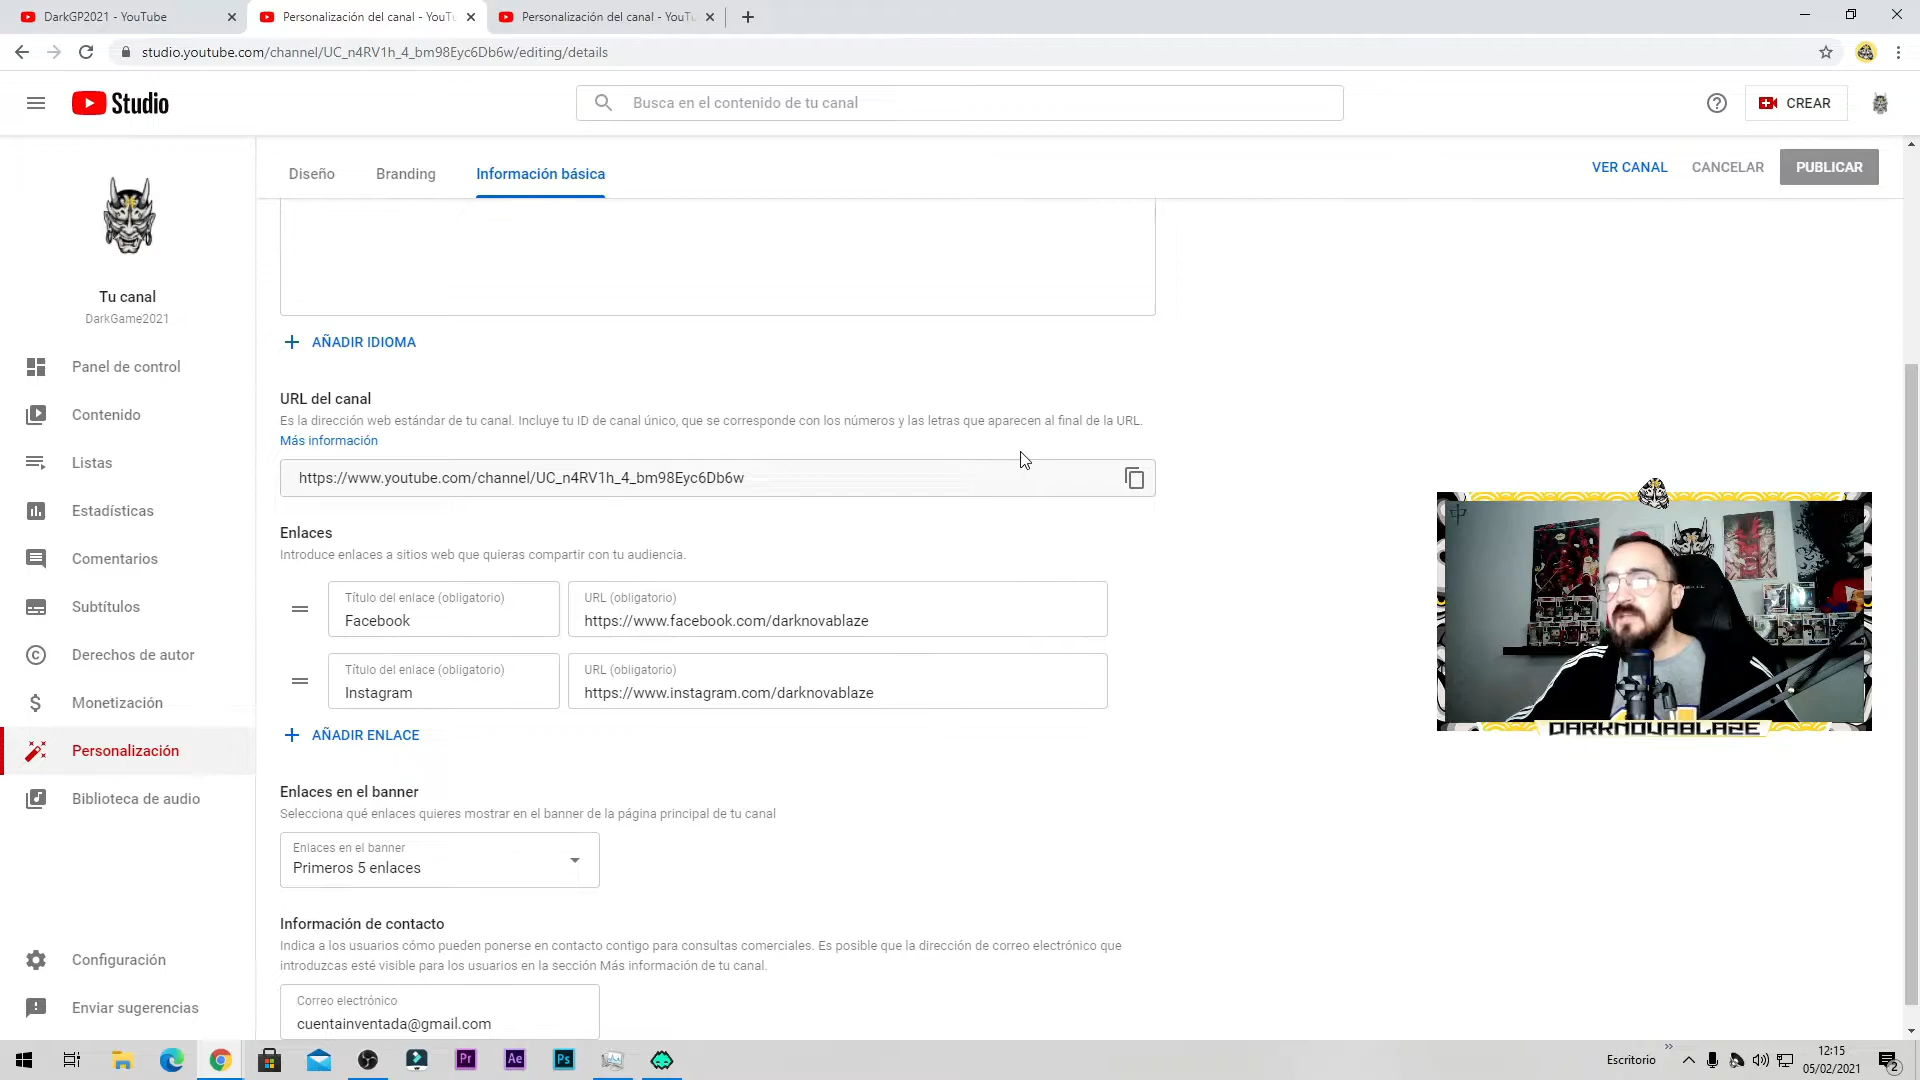 DarkGP2021 - YouTube
Personalización del canal - YouTu
Personalización del canal - YouTu
studio.youtube.com/channel/UC_n4RV1h_4_bm98Eyc6Db6w/editing/details
Studio
Busca en el contenido de tu canal
CREAR
Diseño
Branding
Información básica
VER CANAL
CANCELAR
PUBLICAR
Tu canal
DarkGame2021
Panel de control
Contenido
Listas
Estadísticas
Comentarios
Subtítulos
Derechos de autor
Monetización
Personalización
Biblioteca de audio
Configuración
Enviar sugerencias
AÑADIR IDIOMA
URL del canal
Es la dirección web estándar de tu canal. Incluye tu ID de canal único, que se corresponde con los números y las letras que aparecen al final de la URL.
Más información
https://www.youtube.com/channel/UC_n4RV1h_4_bm98Eyc6Db6w
Enlaces
Introduce enlaces a sitios web que quieras compartir con tu audiencia.
Título del enlace (obligatorio)
Facebook
URL (obligatorio)
https://www.facebook.com/darknovablaze
Título del enlace (obligatorio)
Instagram
URL (obligatorio)
https://www.instagram.com/darknovablaze
AÑADIR ENLACE
Enlaces en el banner
Selecciona qué enlaces quieres mostrar en el banner de la página principal de tu canal
Enlaces en el banner
Primeros 5 enlaces
Información de contacto
Indica a los usuarios cómo pueden ponerse en contacto contigo para consultas comerciales. Es posible que la dirección de correo electrónico que
introduzcas esté visible para los usuarios en la sección Más información de tu canal.
Correo electrónico
cuentainventada@gmail.com
DARKNOVABLAZE
Pr
Ae
Ps
Escritorio
12:15
05/02/2021
2